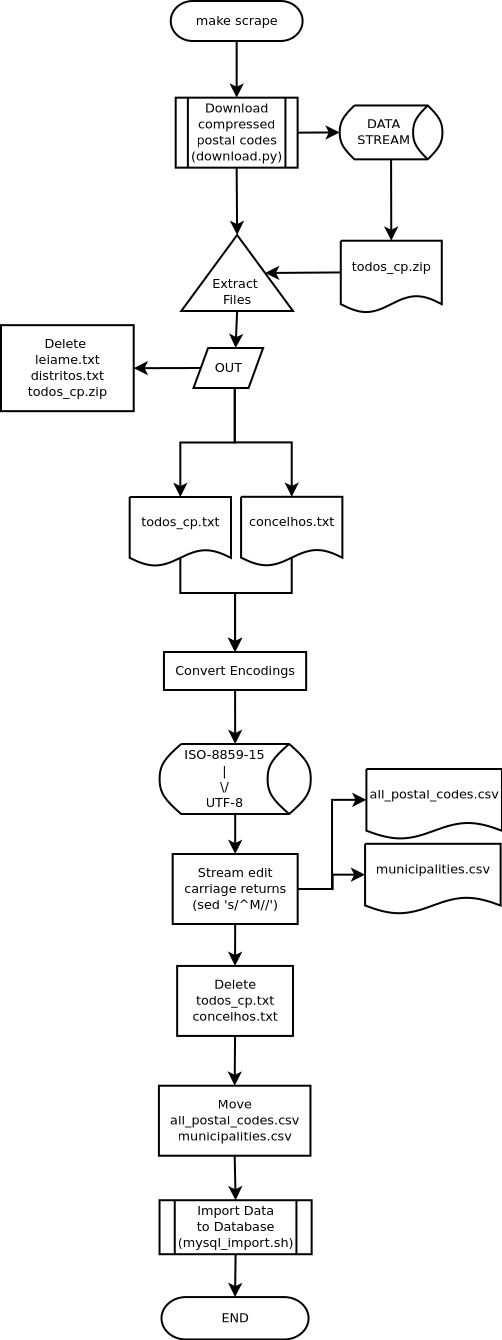 make scrape
Download
compressed
postal codes
(download.py)
DATA
STREAM
todos_cp.zip
Extract
Files
Delete
leiame.txt
distritos.txt
todos_cp.zip
OUT
todos_cp.txt
concelhos.txt
Convert Encodings
ISO-8859-15
|
\/
UTF-8
all_postal_codes.csv
municipalities.csv
Stream edit
carriage returns
(sed 's/^M//')
Delete
todos_cp.txt
concelhos.txt
Move
all_postal_codes.csv
municipalities.csv
Import Data
to Database
(mysql_import.sh)
END